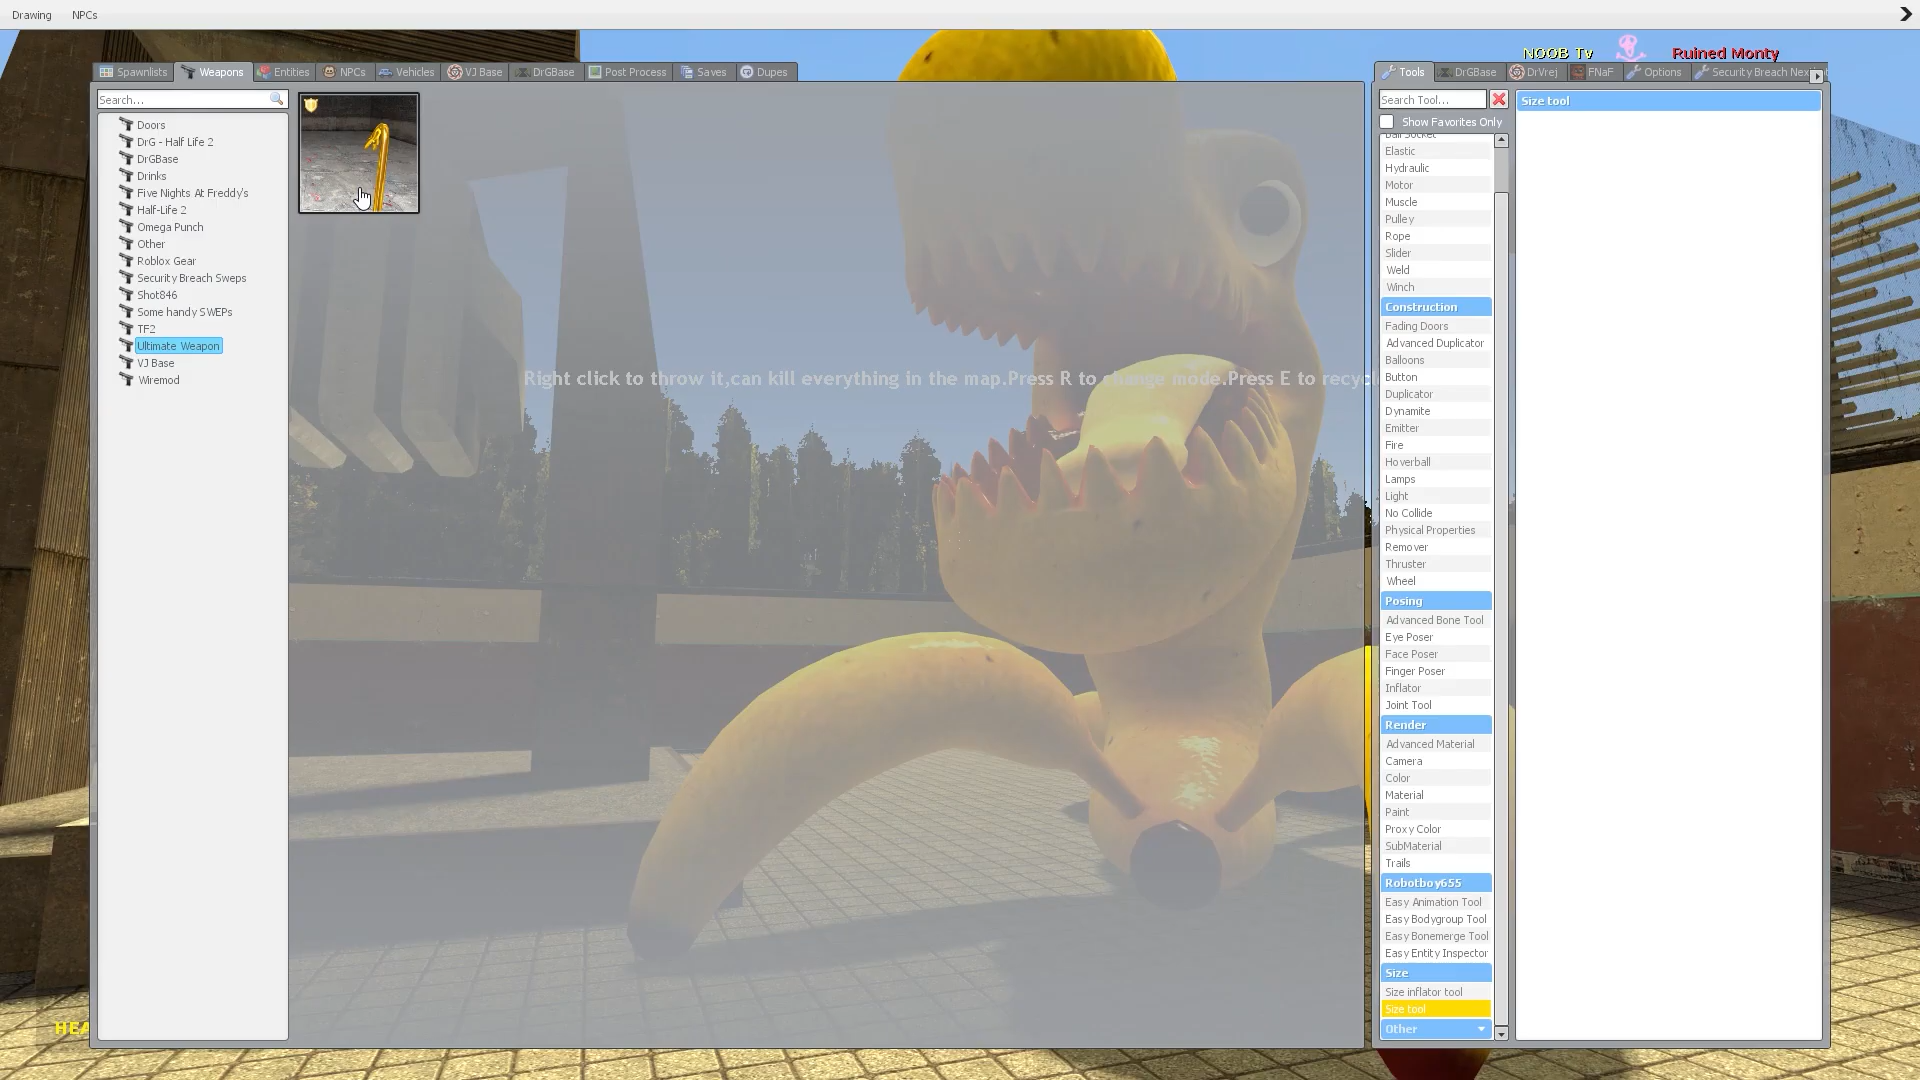 Drawing NPCs
NOOB Tv Ruined Monty
Spawnlists Weapons Entities NPCs Vehicles VJ Base DrGBase Post Process Saves Dupes
Tools DrGBase DrVrej FNaF Options Security Breach
Search...
Doors
DrG - Half Life 2
DrGBase
Drinks
Five Nights At Freddy's
Half-Life 2
Omega Punch
Other
Roblox Gear
Security Breach Sweps
Shot846
Some handy SWEPs
TF2
Ultimate Weapon
VJ Base
Wiremod
Right click to throw it,can kill everything in the map.Press R to change mode.Press E to recycl
Search Tool...
Show Favorites Only
Ball Socket
Elastic
Hydraulic
Motor
Muscle
Pulley
Rope
Slider
Weld
Winch
Construction
Fading Doors
Advanced Duplicator
Balloons
Button
Duplicator
Dynamite
Emitter
Fire
Hoverball
Lamps
Light
No Collide
Physical Properties
Remover
Thruster
Wheel
Posing
Advanced Bone Tool
Eye Poser
Face Poser
Finger Poser
Inflator
Joint Tool
Render
Advanced Material
Camera
Color
Material
Paint
Proxy Color
SubMaterial
Trails
Robotboy655
Easy Animation Tool
Easy Bodygroup Tool
Easy Bonemerge Tool
Easy Entity Inspector
Size
Size inflator tool
Size tool
Other
Size tool
HEA